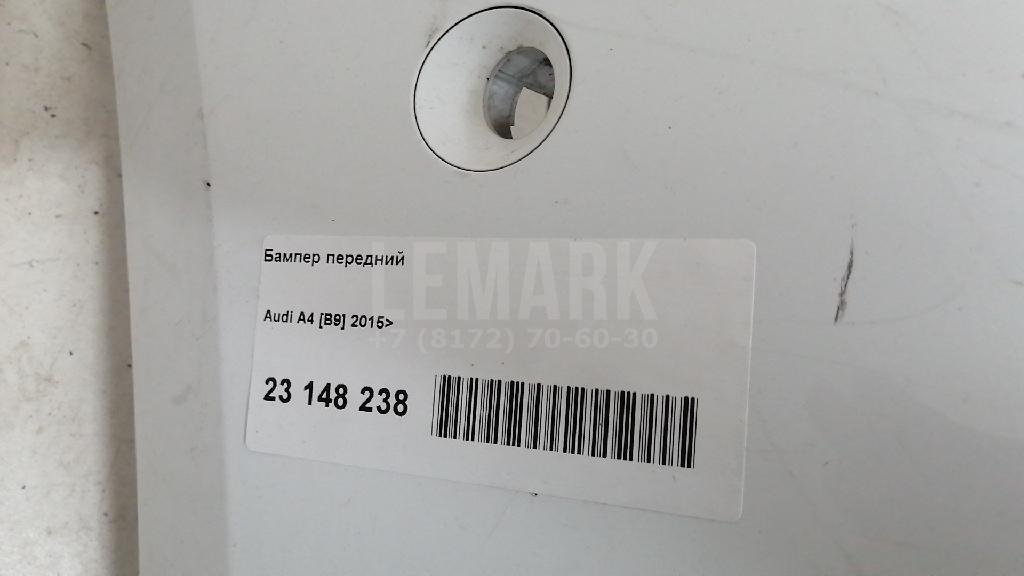 Бампер передний
LEMARK
Audi A4 [B9] 2015>
+7 (8172) 70-60-30
23 148 238